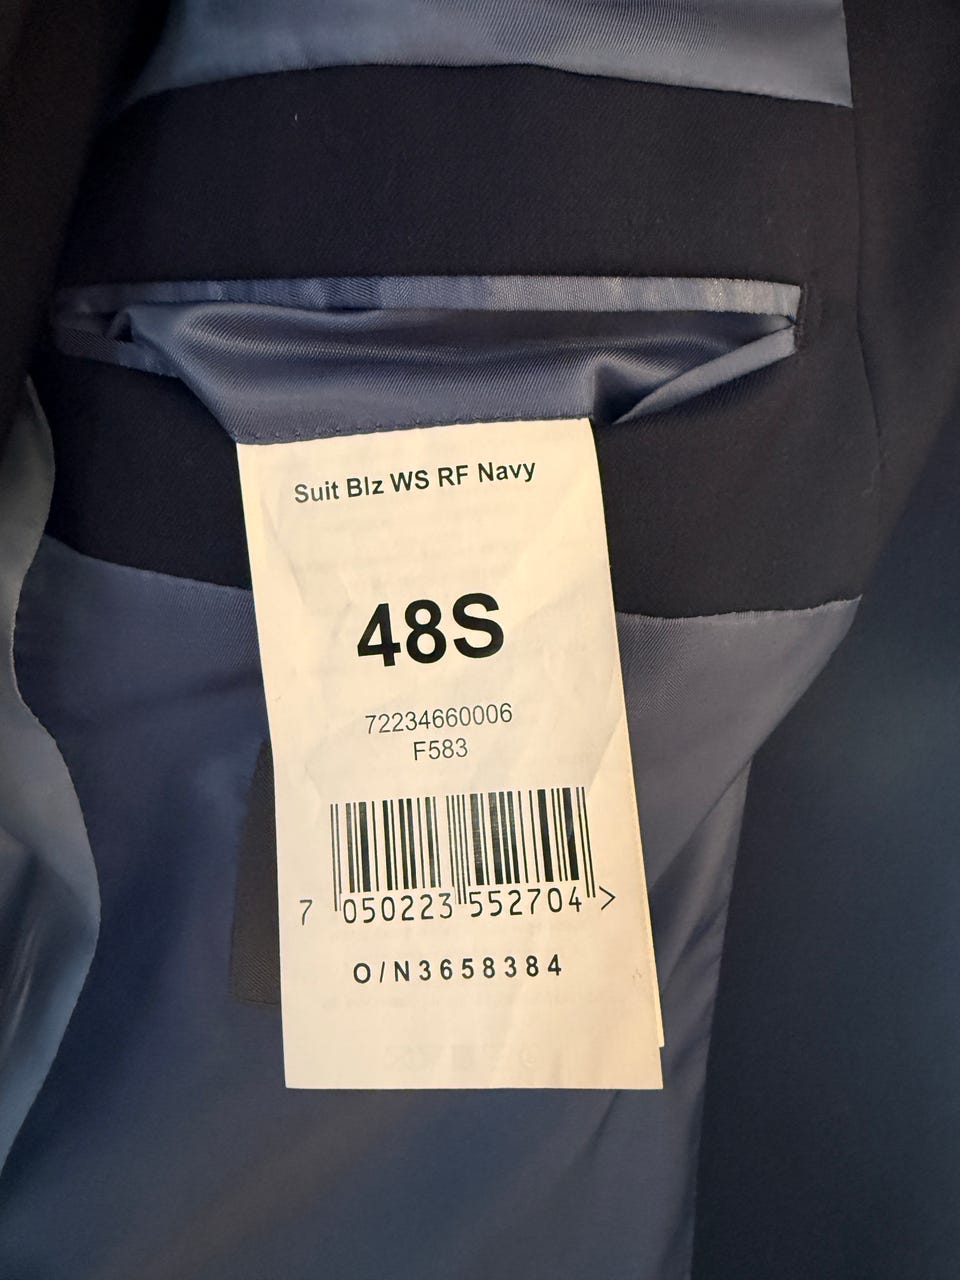 Suit Blz WS RF Navy
48S
72234660006
F583
7 050223 552704 >
O/N3658384